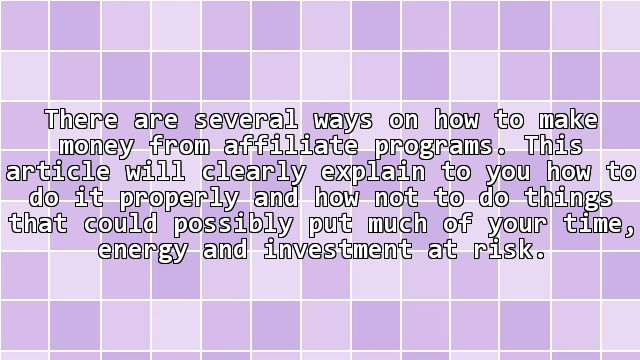 There are several ways on how to make
money from affiliate programs. This
article will clearly explain to you how to
do it properly and how not to do things
that could possibly put much of your time,
energy and investment at risk.